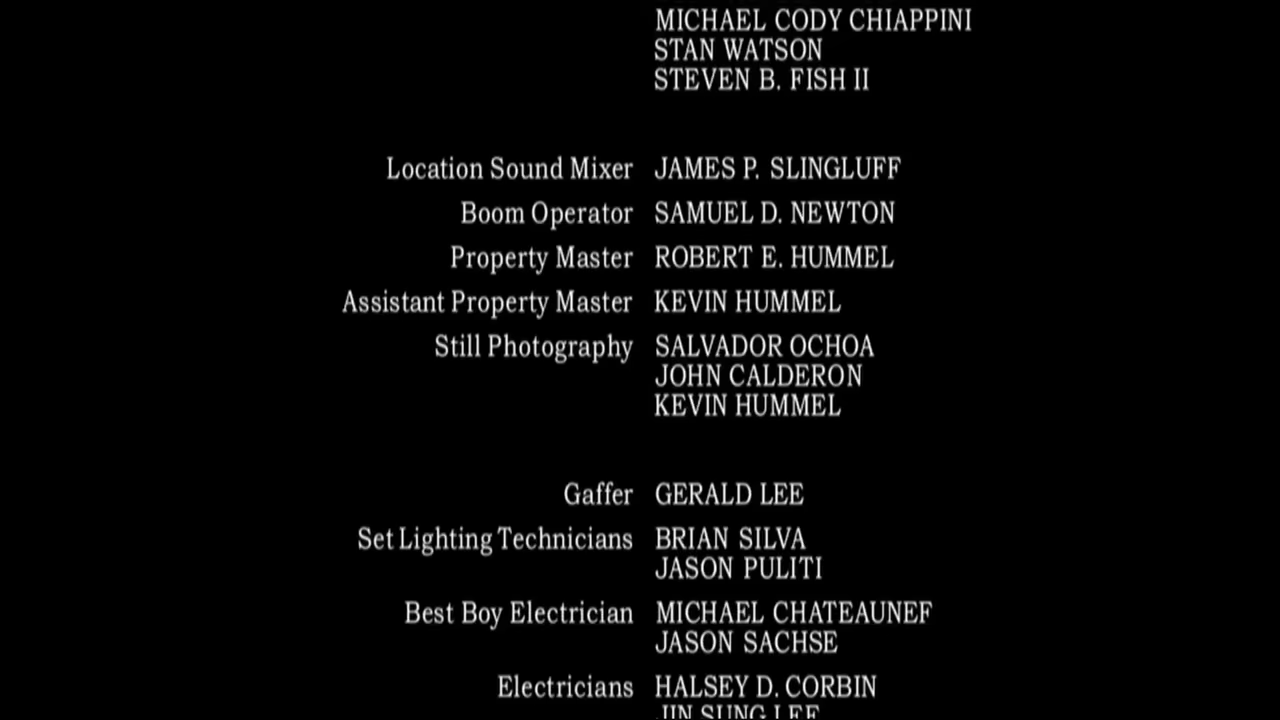 MICHAEL CODY CHIAPPINI
STAN WATSON
STEVEN B. FISH II
Location Sound Mixer JAMES P. SLINGLUFF
Boom Operator SAMUEL D. NEWTON
Property Master ROBERT E. HUMMEL
Assistant Property Master KEVIN HUMMEL
Still Photography SALVADOR OCHOA
JOHN CALDERON
KEVIN HUMMEL
Gaffer GERALD LEE
Set Lighting Technicians BRIAN SILVA
JASON PULITI
Best Boy Electrician MICHAEL CHATEAUNEF
JASON SACHSE
Electricians HALSEY D. CORBIN
JIN SUNG LEE